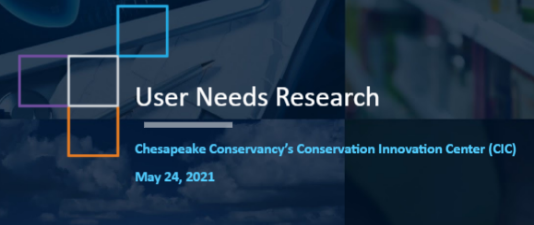 User Needs Research
Chesapeake Conservancy's Conservation Innovation Center (CIC)
May 24, 2021